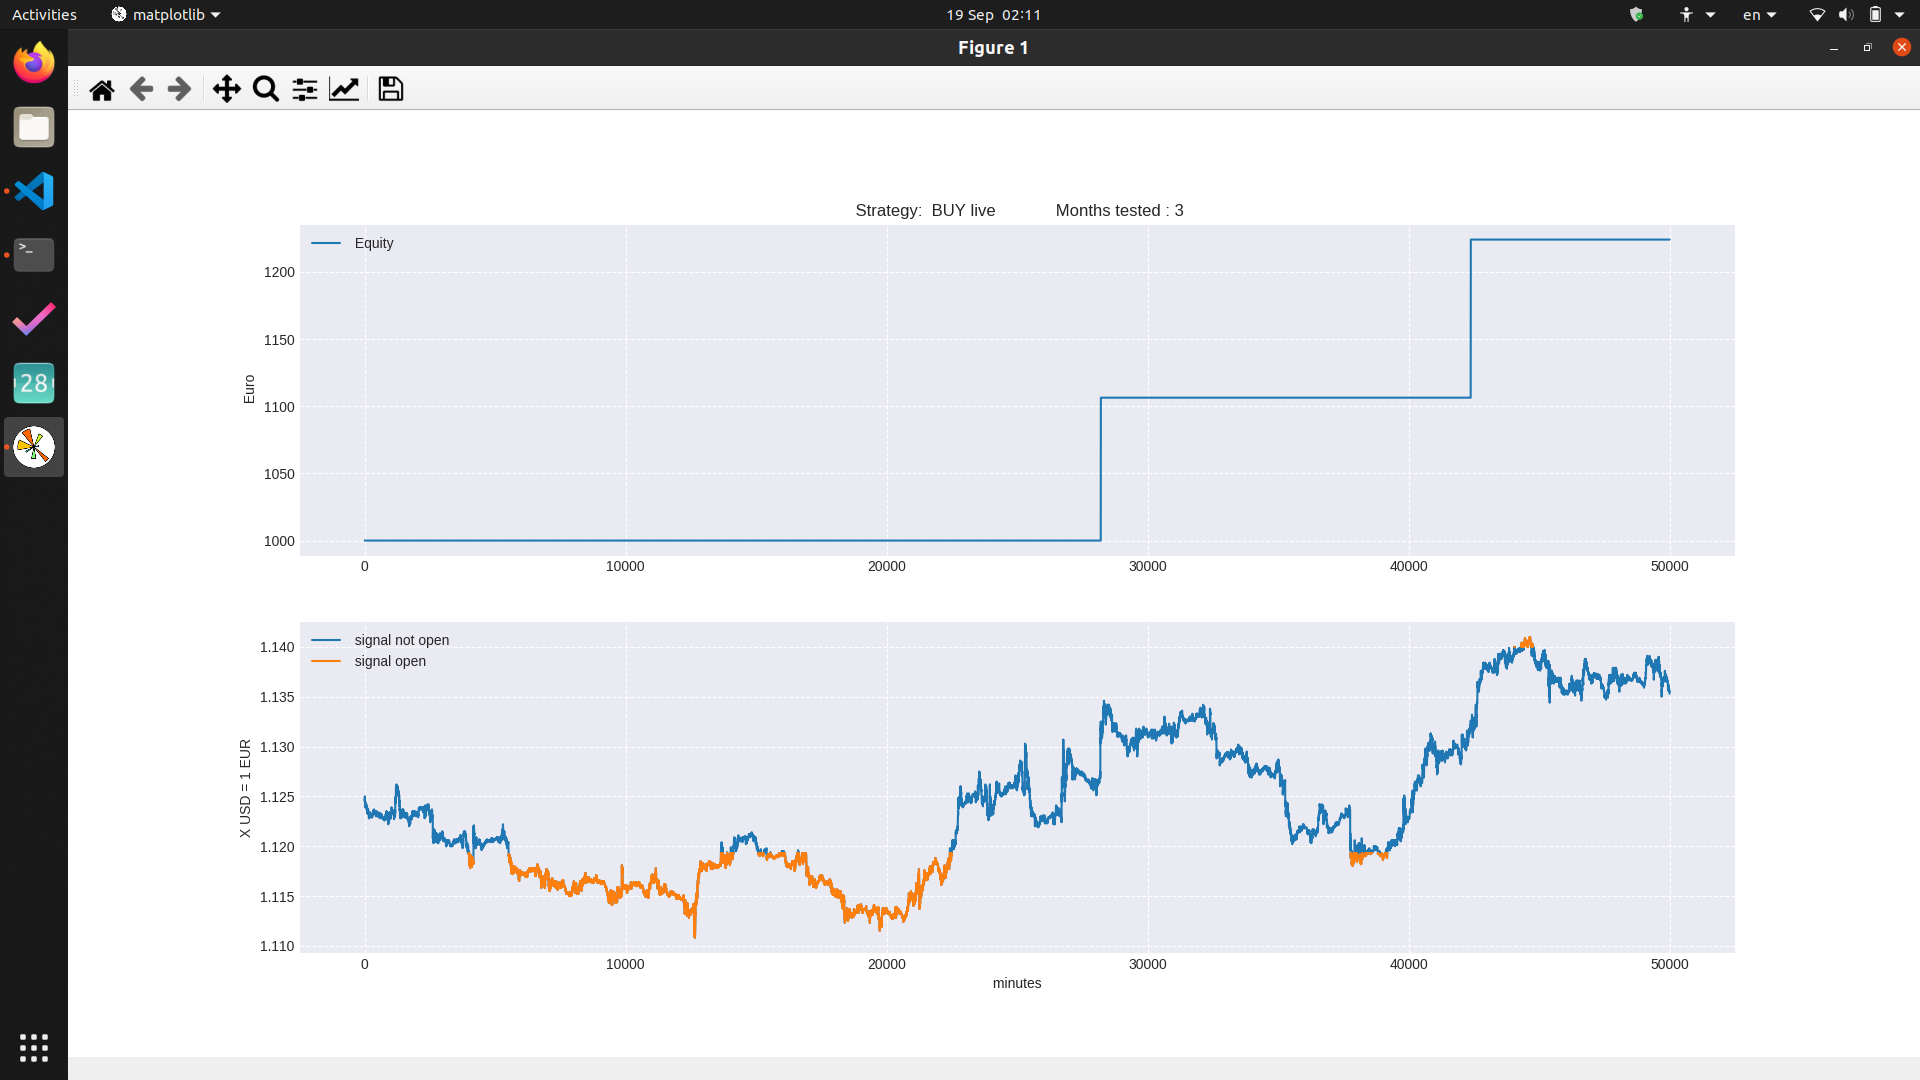 Activities
matplotlib
19 Sep 02:11
en
Figure 1
>_
28
Strategy: BUY live Months tested : 3
Equity
1200
1150
1100
1050
1000
Euro
0 10000 20000 30000 40000 50000
signal not open
signal open
1.140
1.135
1.130
1.125
1.120
1.115
1.110
X USD = 1 EUR
0 10000 20000 30000 40000 50000
minutes